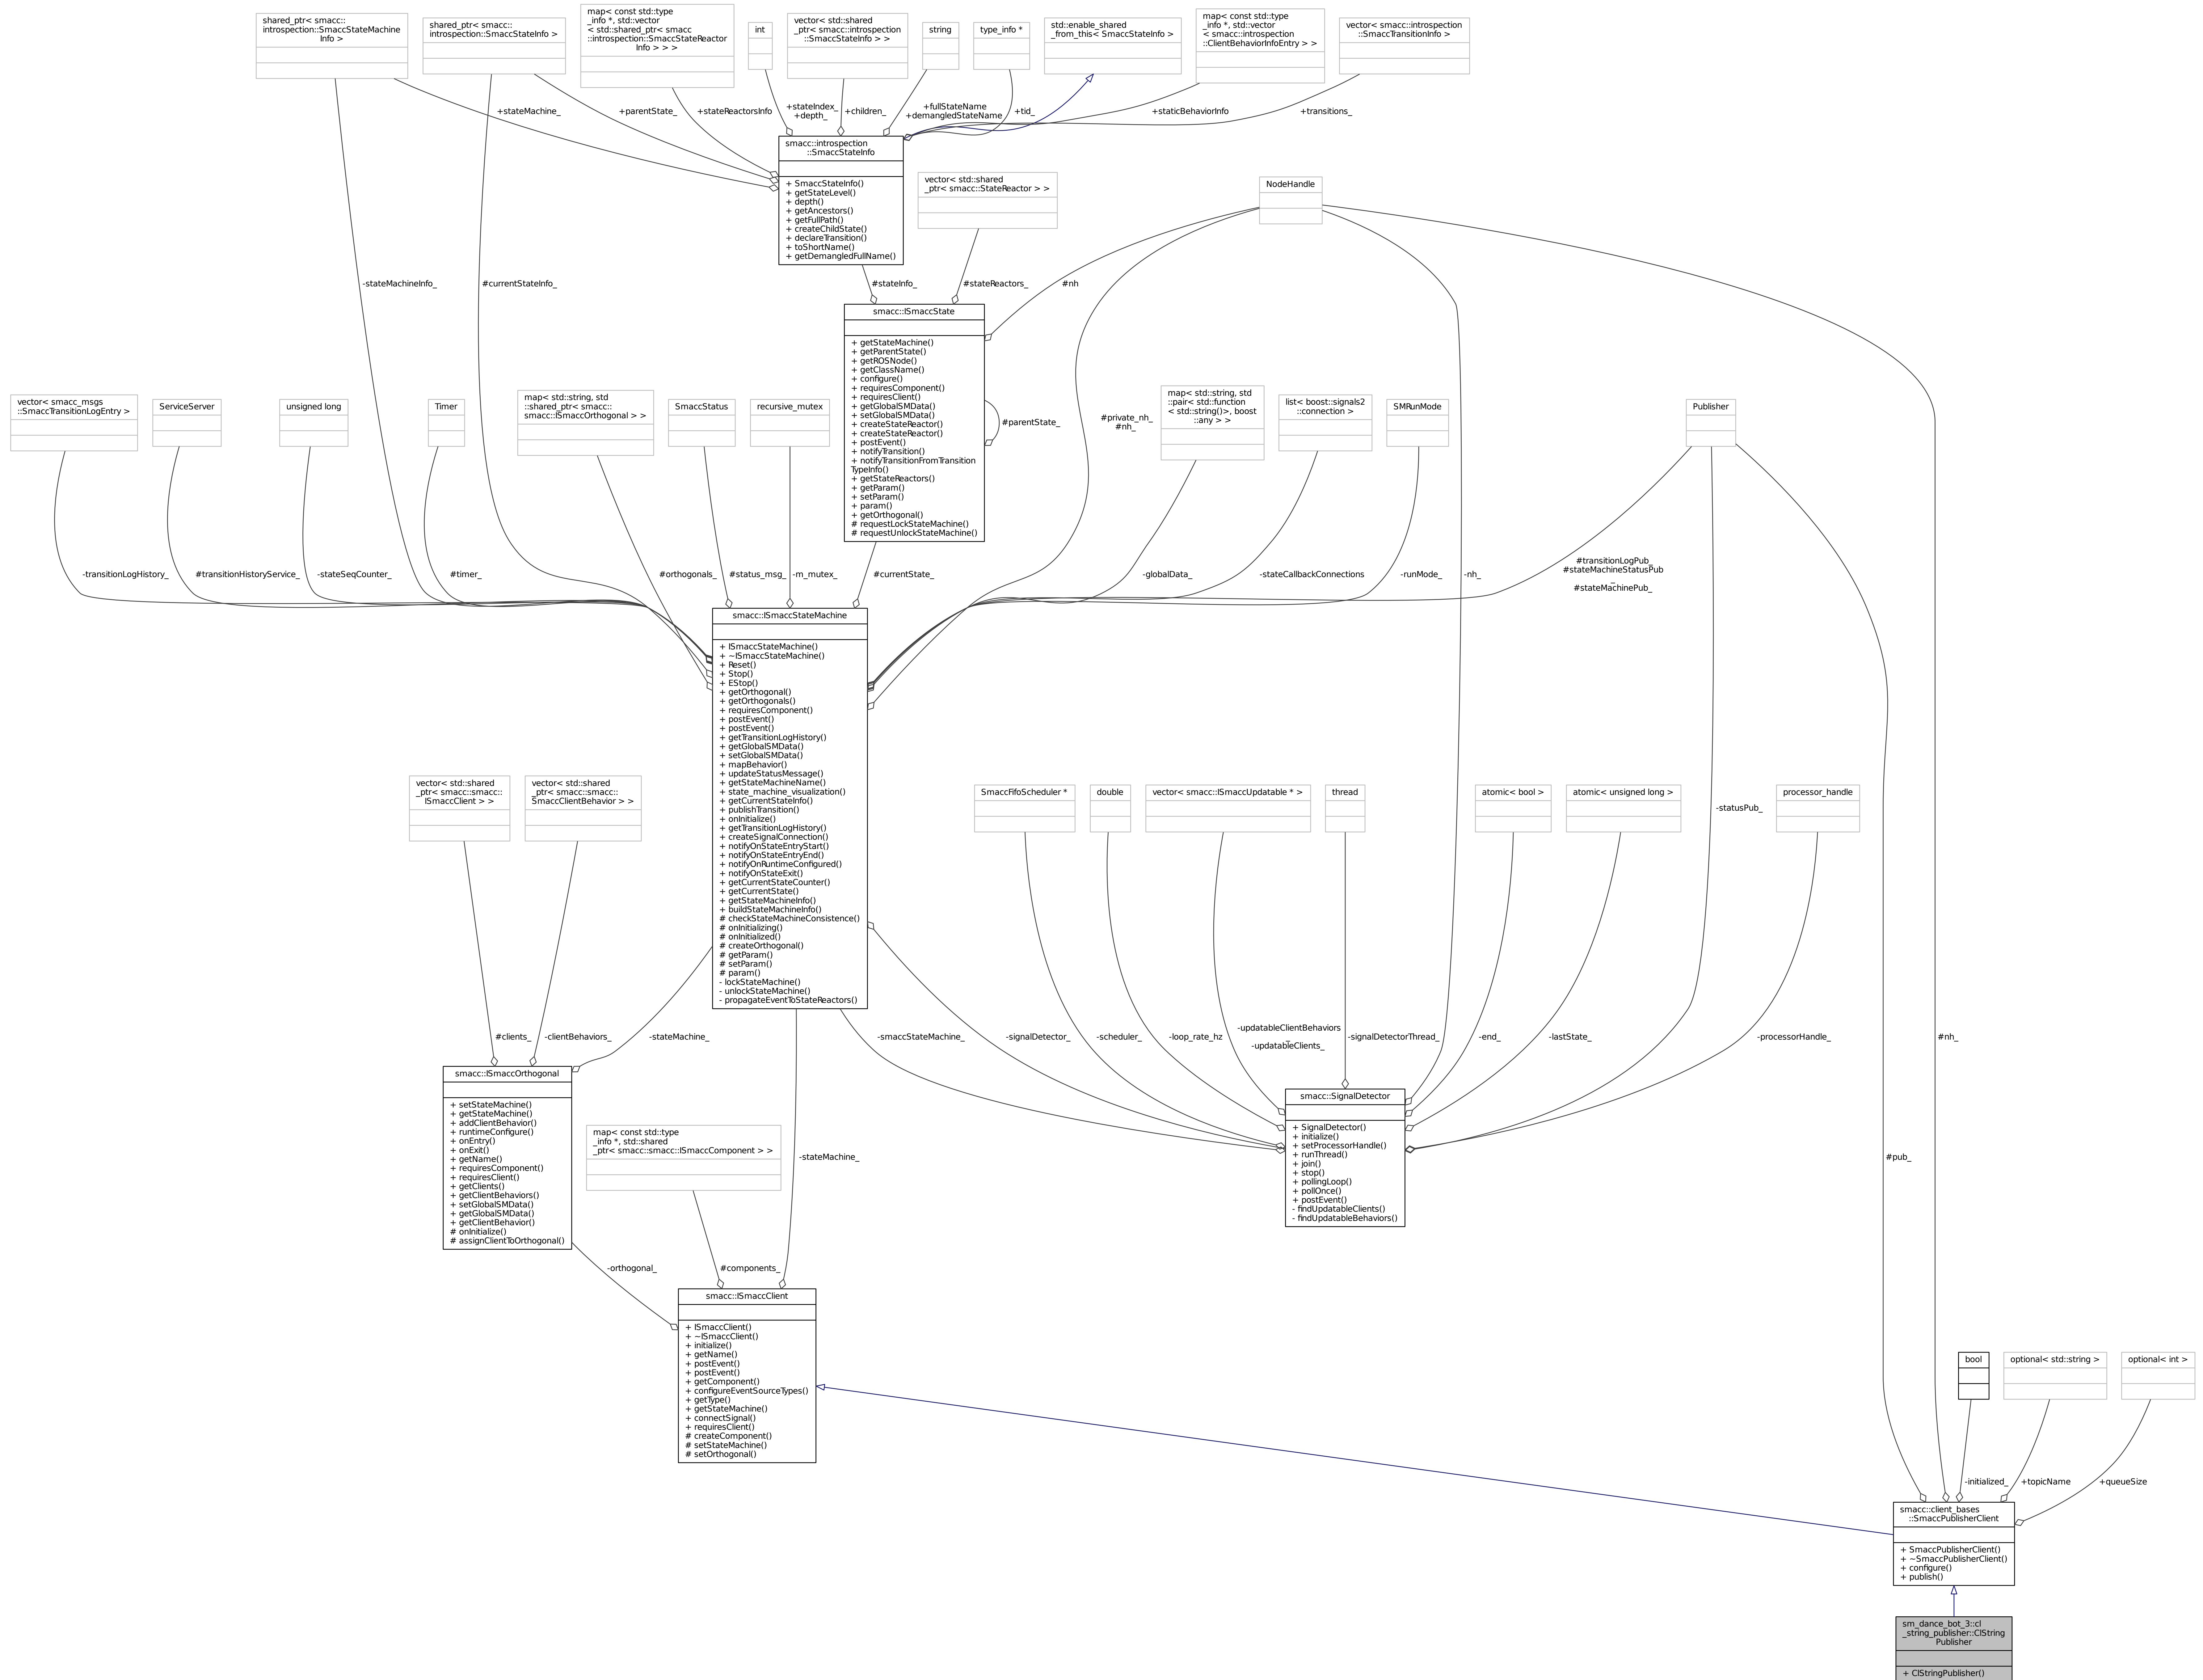 shared_ptr< smacc::
introspection::SmaccStateMachine
Info >
shared_ptr< smacc::
introspection::SmaccStateInfo >
map< const std::type
_info *, std::vector
< std::shared_ptr< smacc
::introspection::SmaccStateReactor
Info > > >
int
vector< std::shared
_ptr< smacc::introspection
::SmaccStateInfo > >
string
type_info *
std::enable_shared
_from_this< SmaccStateInfo >
map< const std::type
_info *, std::vector
< smacc::introspection
::ClientBehaviorInfoEntry > >
vector< smacc::introspection
::SmaccTransitionInfo >
+stateMachine_
+parentState_
+stateReactorsInfo
+stateIndex_
+depth_
+children_
+fullStateName
+demangledStateName
+tid_
+staticBehaviorInfo
+transitions_
smacc::introspection
::SmaccStateInfo
+ SmaccStateInfo()
+ getStateLevel()
+ depth()
+ getAncestors()
+ getFullPath()
+ createChildState()
+ declareTransition()
+ toShortName()
+ getDemangledFullName()
vector< std::shared
_ptr< smacc::StateReactor > >
NodeHandle
-stateMachineInfo_
#currentStateInfo_
#stateInfo_
#stateReactors_
#nh
smacc::ISmaccState
+ getStateMachine()
+ getParentState()
+ getROSNode()
+ getClassName()
+ configure()
+ requiresComponent()
+ requiresClient()
+ getGlobalSMData()
+ setGlobalSMData()
+ createStateReactor()
+ createStateReactor()
+ postEvent()
+ notifyTransition()
+ notifyTransitionFromTransition
TypeInfo()
+ getStateReactors()
+ getParam()
+ setParam()
+ param()
+ getOrthogonal()
# requestLockStateMachine()
# requestUnlockStateMachine()
#parentState_
#private_nh_
#nh_
vector< smacc_msgs
::SmaccTransitionLogEntry >
ServiceServer
unsigned long
Timer
map< std::string, std
::shared_ptr< smacc::
smacc::ISmaccOrthogonal > >
SmaccStatus
recursive_mutex
map< std::string, std
::pair< std::function
< std::string()>, boost
::any > >
list< boost::signals2
::connection >
SMRunMode
Publisher
-transitionLogHistory_
#transitionHistoryService_
-stateSeqCounter_
#timer_
#orthogonals_
#status_msg_
-m_mutex_
#currentState_
-globalData_
-stateCallbackConnections
-runMode_
-nh_
#transitionLogPub_
#stateMachineStatusPub
_
#stateMachinePub_
smacc::ISmaccStateMachine
+ ISmaccStateMachine()
+ ~ISmaccStateMachine()
+ Reset()
+ Stop()
+ EStop()
+ getOrthogonal()
+ getOrthogonals()
+ requiresComponent()
+ postEvent()
+ postEvent()
+ getTransitionLogHistory()
+ getGlobalSMData()
+ setGlobalSMData()
+ mapBehavior()
+ updateStatusMessage()
+ getStateMachineName()
+ state_machine_visualization()
+ getCurrentStateInfo()
+ publishTransition()
+ onInitialize()
+ getTransitionLogHistory()
+ createSignalConnection()
+ notifyOnStateEntryStart()
+ notifyOnStateEntryEnd()
+ notifyOnRuntimeConfigured()
+ notifyOnStateExit()
+ getCurrentStateCounter()
+ getCurrentState()
+ getStateMachineInfo()
+ buildStateMachineInfo()
# checkStateMachineConsistence()
# onInitializing()
# onInitialized()
# createOrthogonal()
# getParam()
# setParam()
# param()
- lockStateMachine()
- unlockStateMachine()
- propagateEventToStateReactors()
vector< std::shared
_ptr< smacc::smacc::
ISmaccClient > >
vector< std::shared
_ptr< smacc::smacc::
SmaccClientBehavior > >
SmaccFifoScheduler *
double
vector< smacc::ISmaccUpdatable * >
thread
atomic< bool >
atomic< unsigned long >
processor_handle
-statusPub_
#clients_
-clientBehaviors_
-stateMachine_
-smaccStateMachine_
-signalDetector_
-scheduler_
-loop_rate_hz
-updatableClientBehaviors
_
-updatableClients_
-signalDetectorThread_
-end_
-lastState_
-processorHandle_
#nh_
smacc::ISmaccOrthogonal
+ setStateMachine()
+ getStateMachine()
+ addClientBehavior()
+ runtimeConfigure()
+ onEntry()
+ onExit()
+ getName()
+ requiresComponent()
+ requiresClient()
+ getClients()
+ getClientBehaviors()
+ setGlobalSMData()
+ getGlobalSMData()
+ getClientBehavior()
# onInitialize()
# assignClientToOrthogonal()
map< const std::type
_info *, std::shared
_ptr< smacc::smacc::ISmaccComponent > >
-stateMachine_
smacc::SignalDetector
+ SignalDetector()
+ initialize()
+ setProcessorHandle()
+ runThread()
+ join()
+ stop()
+ pollingLoop()
+ pollOnce()
+ postEvent()
- findUpdatableClients()
- findUpdatableBehaviors()
#pub_
-orthogonal_
#components_
smacc::ISmaccClient
+ ISmaccClient()
+ ~ISmaccClient()
+ initialize()
+ getName()
+ postEvent()
+ postEvent()
+ getComponent()
+ configureEventSourceTypes()
+ getType()
+ getStateMachine()
+ connectSignal()
+ requiresClient()
# createComponent()
# setStateMachine()
# setOrthogonal()
bool
optional< std::string >
optional< int >
-initialized_
+topicName
+queueSize
smacc::client_bases
::SmaccPublisherClient
+ SmaccPublisherClient()
+ ~SmaccPublisherClient()
+ configure()
+ publish()
sm_dance_bot_3::cl
_string_publisher::ClString
Publisher
+ ClStringPublisher()